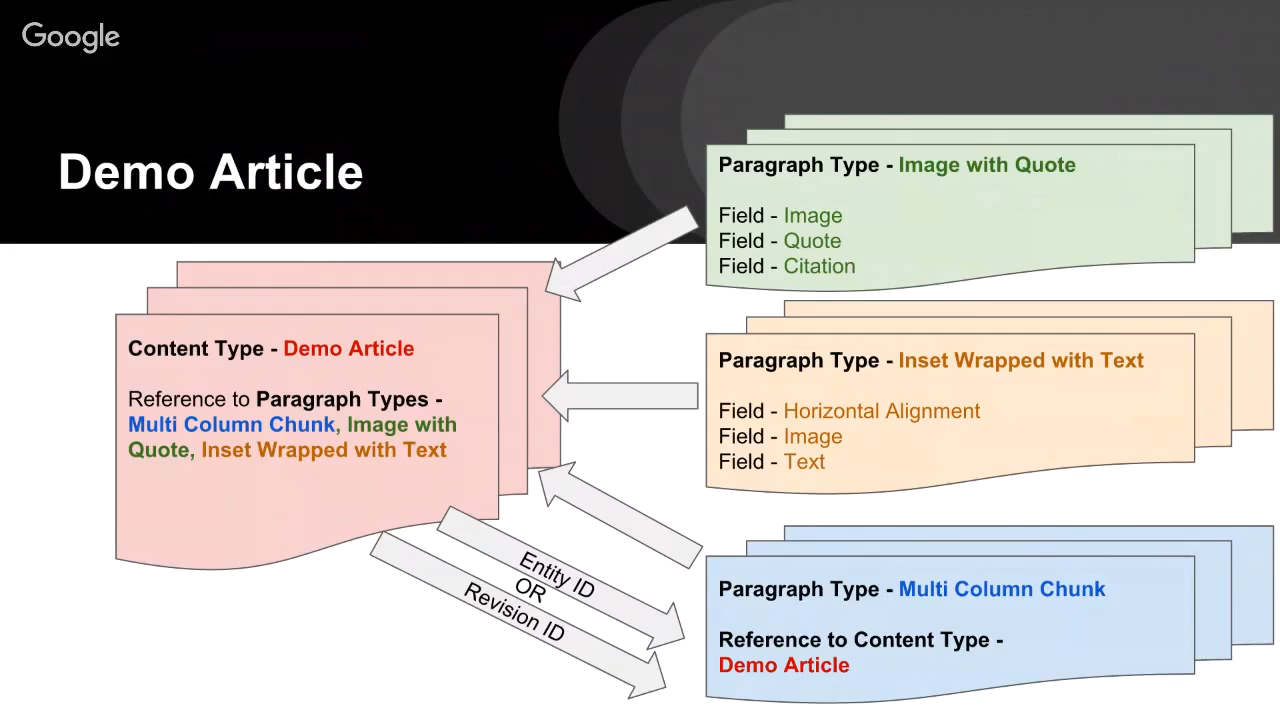 Google
Demo Article
Content Type - Demo Article
Reference to Paragraph Types -
Multi Column Chunk, Image with
Quote, Inset Wrapped with Text
Entity ID
OR
Revision ID
Paragraph Type - Image with Quote
Field - Image
Field - Quote
Field - Citation
Paragraph Type - Inset Wrapped with Text
Field - Horizontal Alignment
Field - Image
Field - Text
Paragraph Type - Multi Column Chunk
Reference to Content Type -
Demo Article